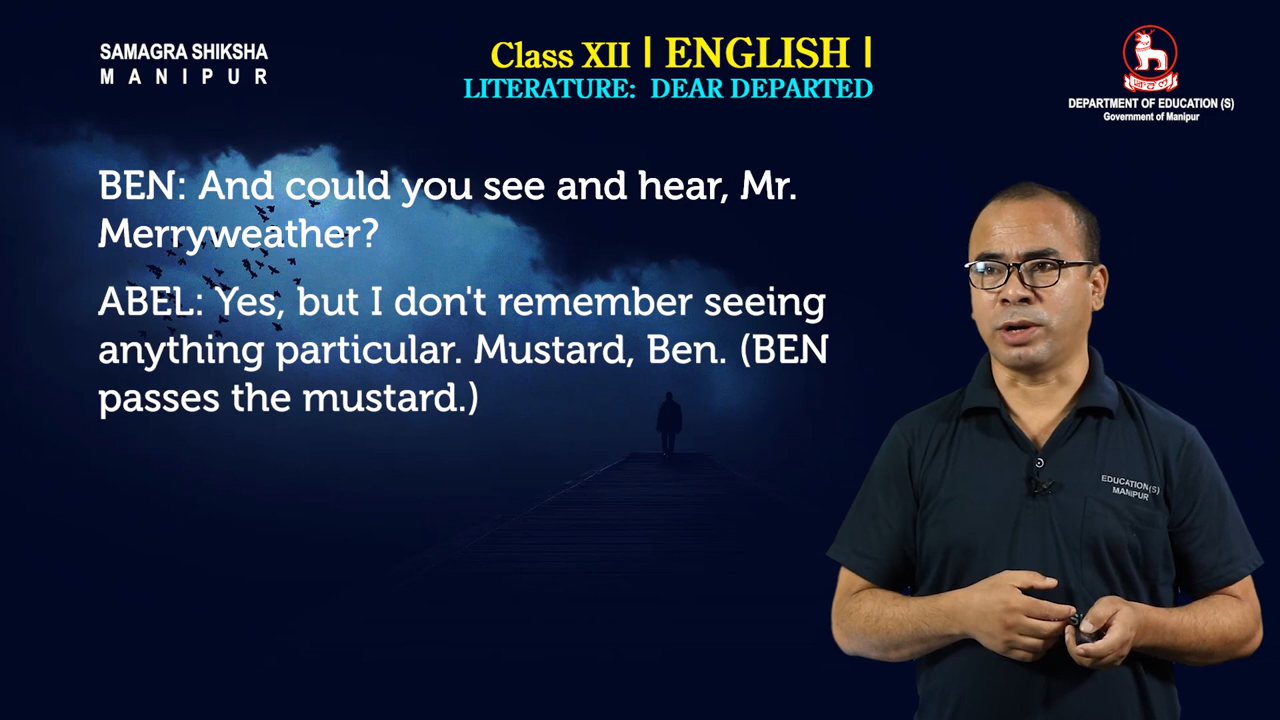 SAMAGRA SHIKSHA
MANIPUR
Class XII | ENGLISH |
LITERATURE: DEAR DEPARTED
DEPARTMENT OF EDUCATION (S)
Government of Manipur
BEN: And could you see and hear, Mr.
Merryweather?
ABEL: Yes, but I don't remember seeing
anything particular. Mustard, Ben. (BEN
passes the mustard.)
EDUCATION(S)
MANIPUR